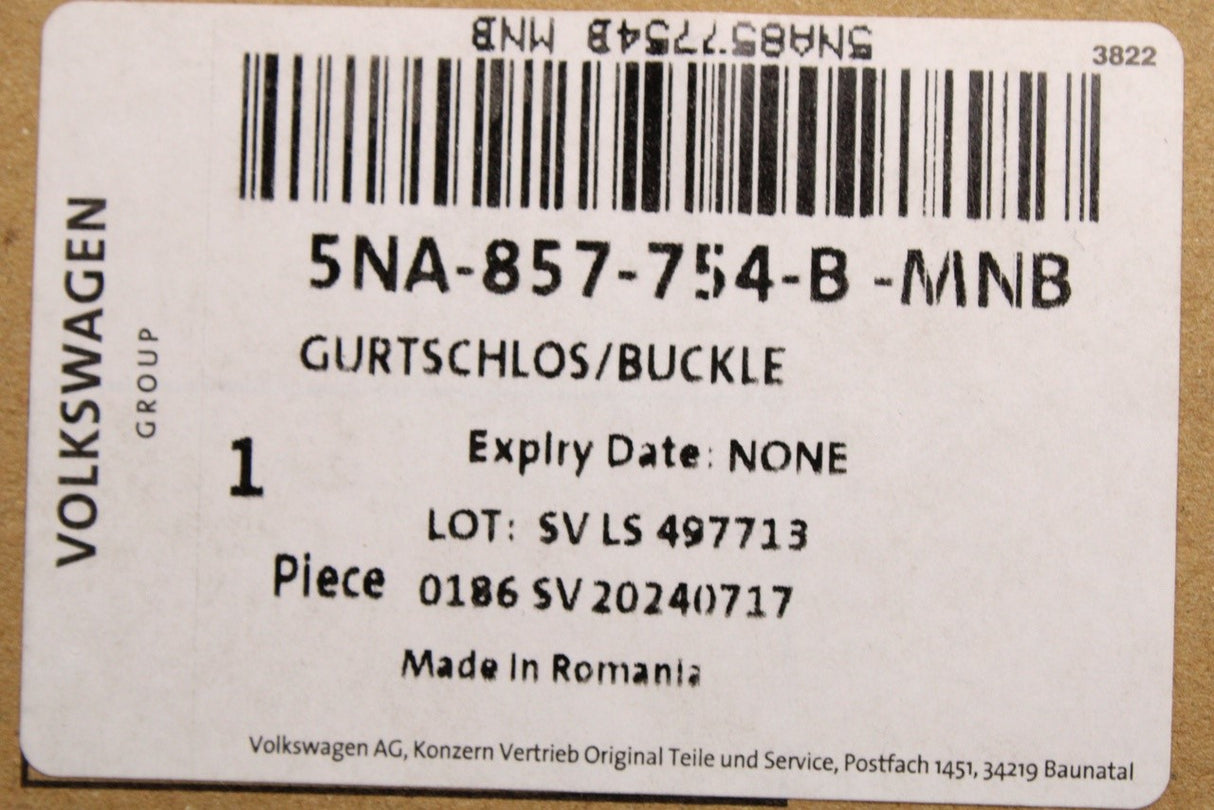 5NA857754B MNB
3822
VOLKSWAGEN
GROUP
5NA-857-754-B -MNB
GURTSCHLOS/BUCKLE
1
Expiry Date: NONE
LOT: SV LS 497713
Piece
0186 SV 20240717
Made in Romania
Volkswagen AG, Konzern Vertrieb Original Teile und Service, Postfach 1451, 34219 Baunatal